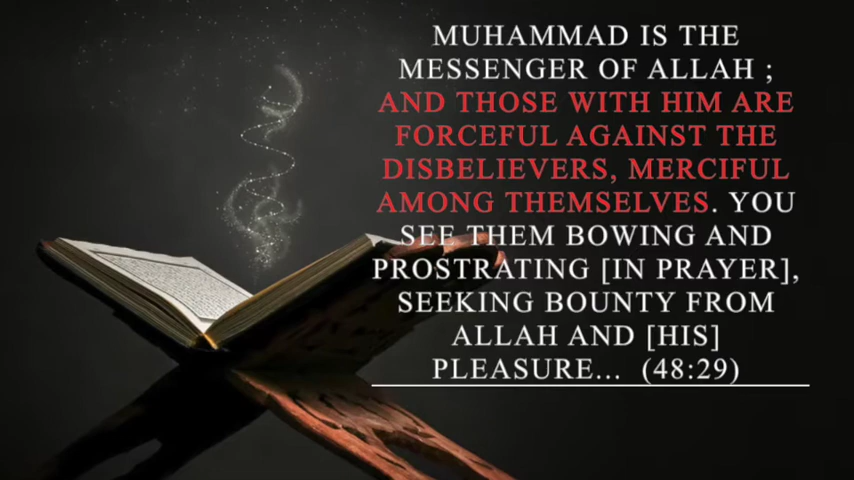 MUHAMMAD IS THE
MESSENGER OF ALLAH ;
AND THOSE WITH HIM ARE
FORCEFUL AGAINST THE
DISBELIEVERS, MERCIFUL
AMONG THEMSELVES. YOU
SEE THEM BOWING AND
PROSTRATING [IN PRAYER],
SEEKING BOUNTY FROM
ALLAH AND [HIS]
PLEASURE... (48:29)